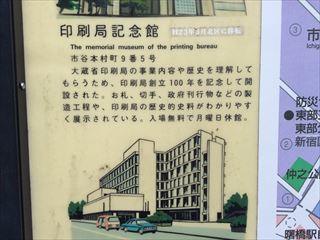 印刷局記念館
H23年4月北区に移転
The memorial museum of the printing bureau
市谷本村町9番5号
大蔵省印刷局の事業内容や歴史を理解して
もらうため、印刷局創立100年を記念して開
設された。お札、切手、政府刊行物などの製
造工程や、印刷局の歴史的史料がわかりやす
く展示されている。入場無料で月曜日休館。
市
Ichig
防災
東部
東部
新宿
仲之
曙橋駅